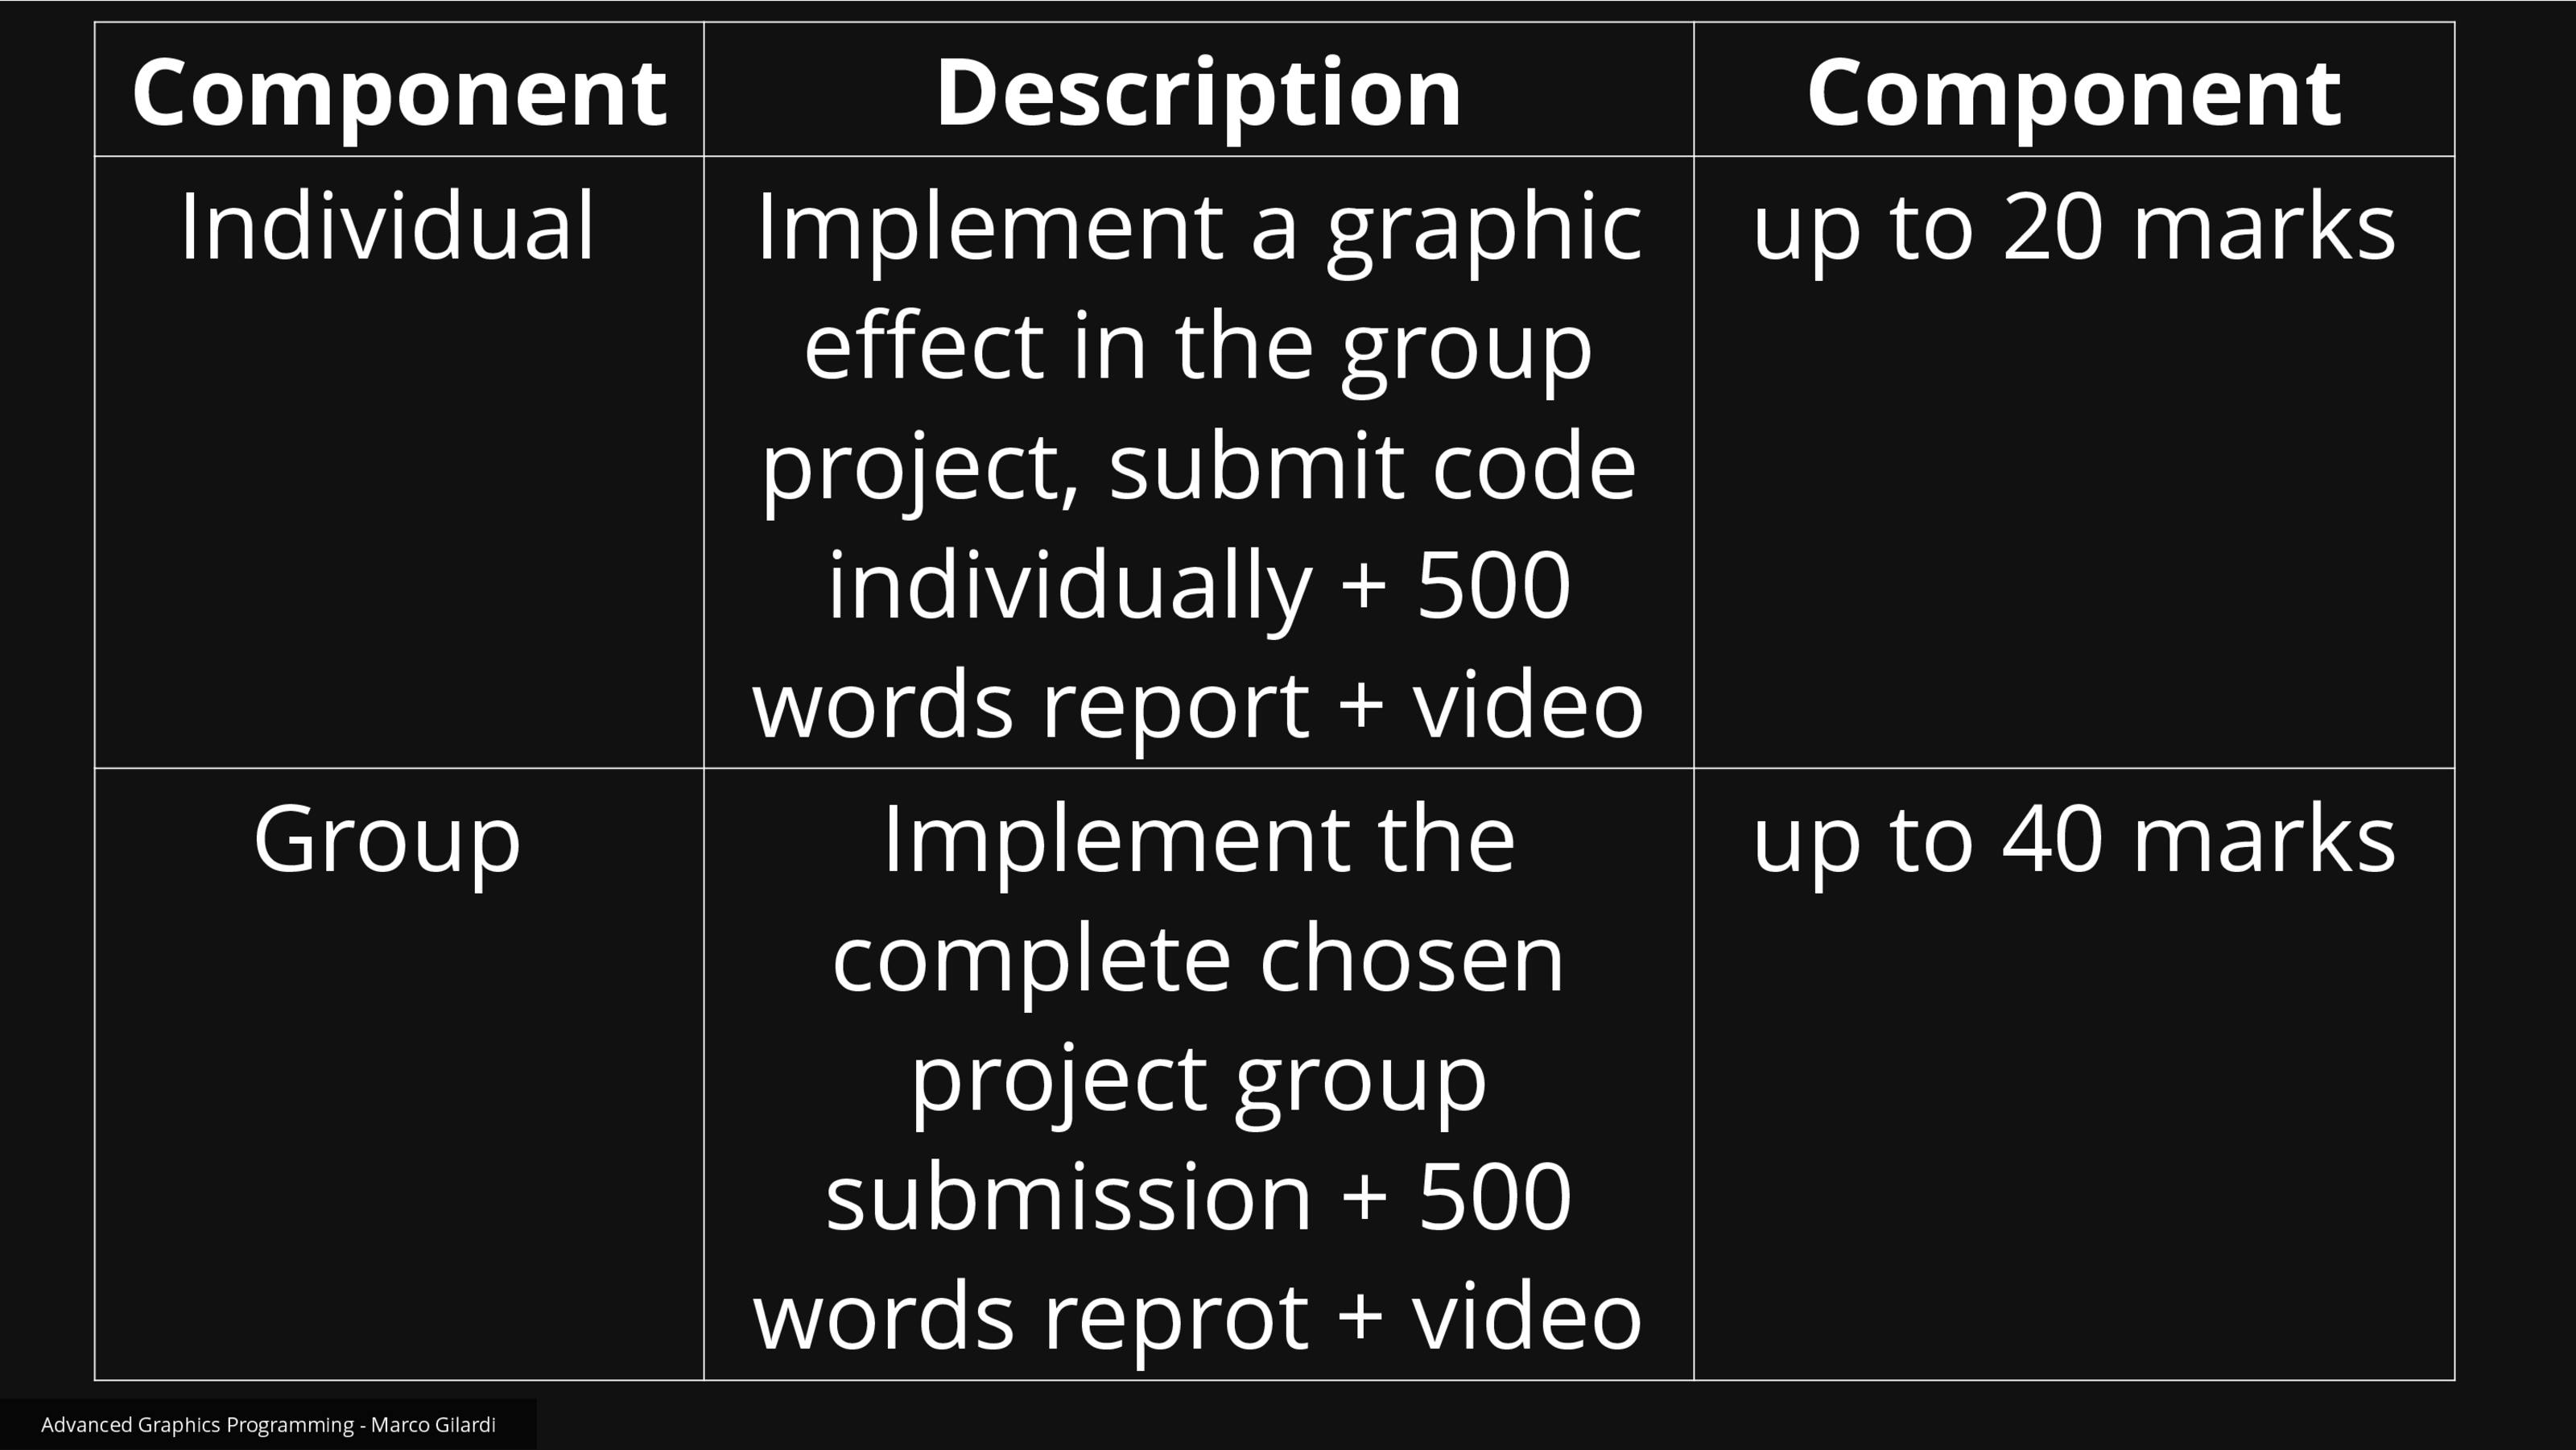 Component Description Component
Individual Implement a graphic up to 20 marks
effect in the group
project, submit code
individually + 500
words report + video
Group Implement the up to 40 marks
complete chosen
project group
submission + 500
words reprot + video
Advanced Graphics Programming - Marco Gilardi